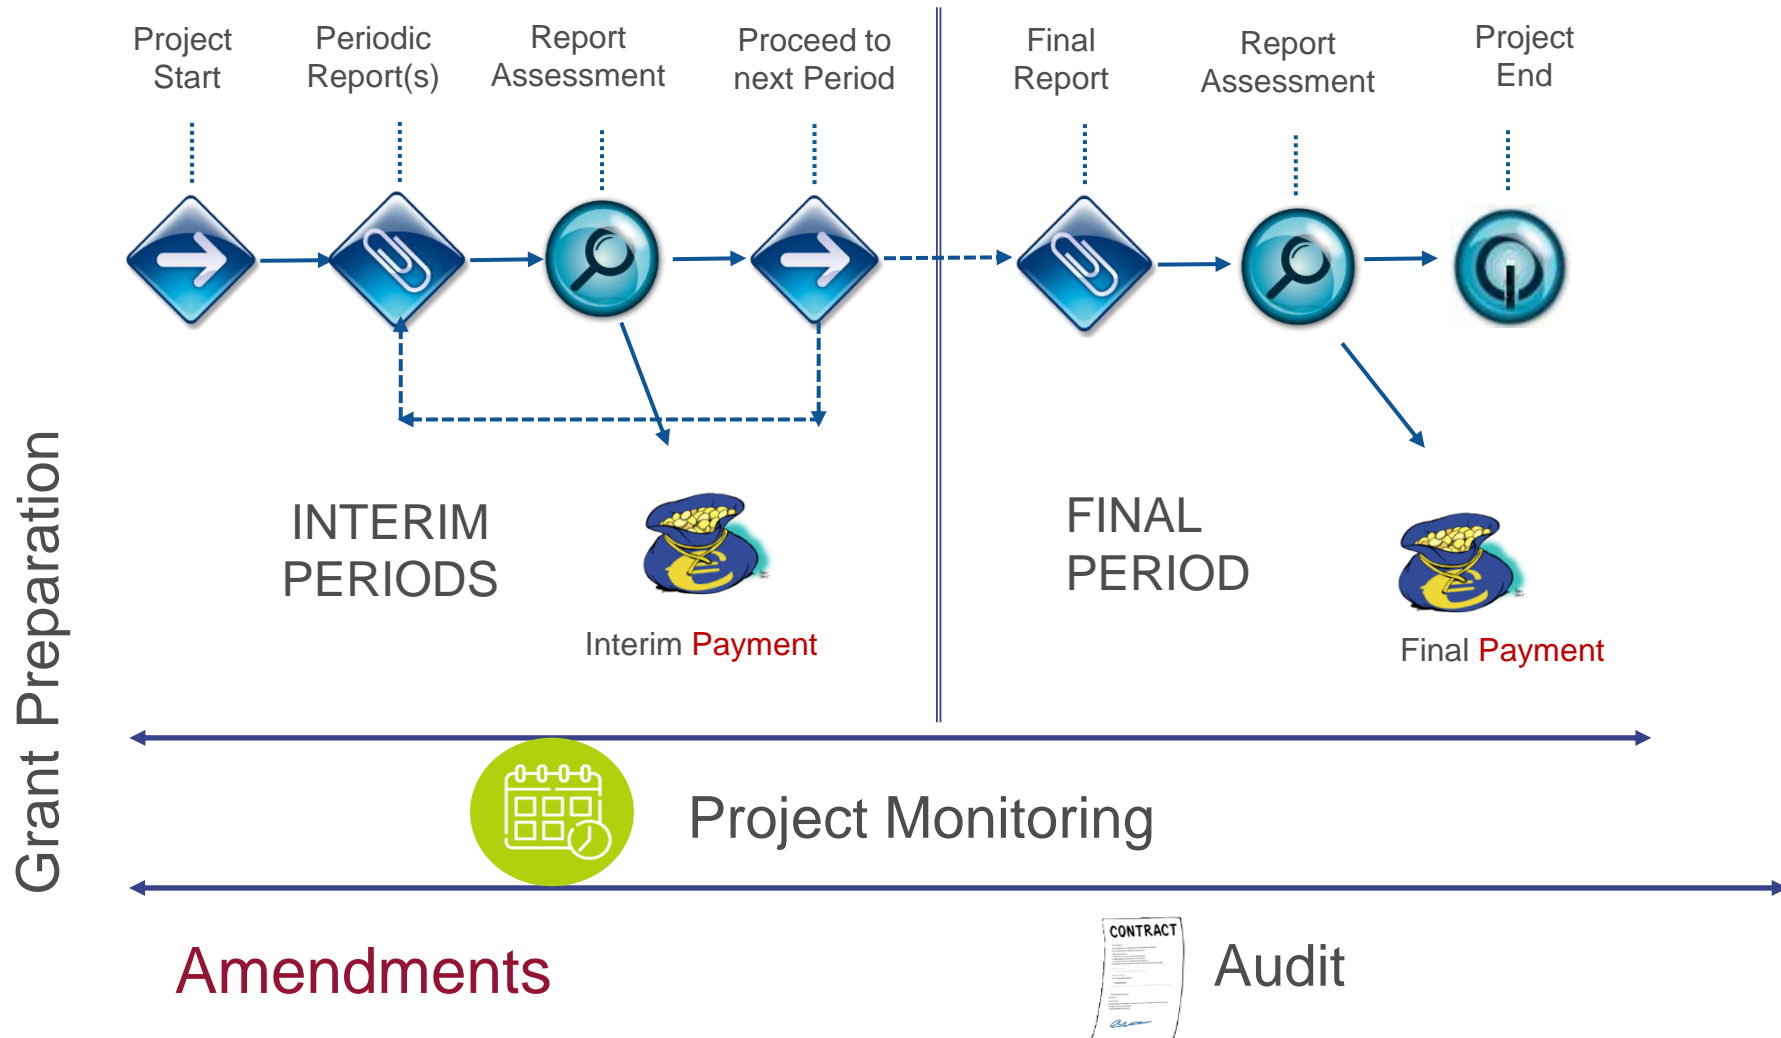 Project
Start
Periodic
Report(s)
Report
Assessment
Proceed to
next Period
Final
Report
Report
Assessment
Project
End
INTERIM
PERIODS
FINAL
PERIOD
Interim Payment
Final Payment
Grant Preparation
Project Monitoring
Amendments
CONTRACT
Audit